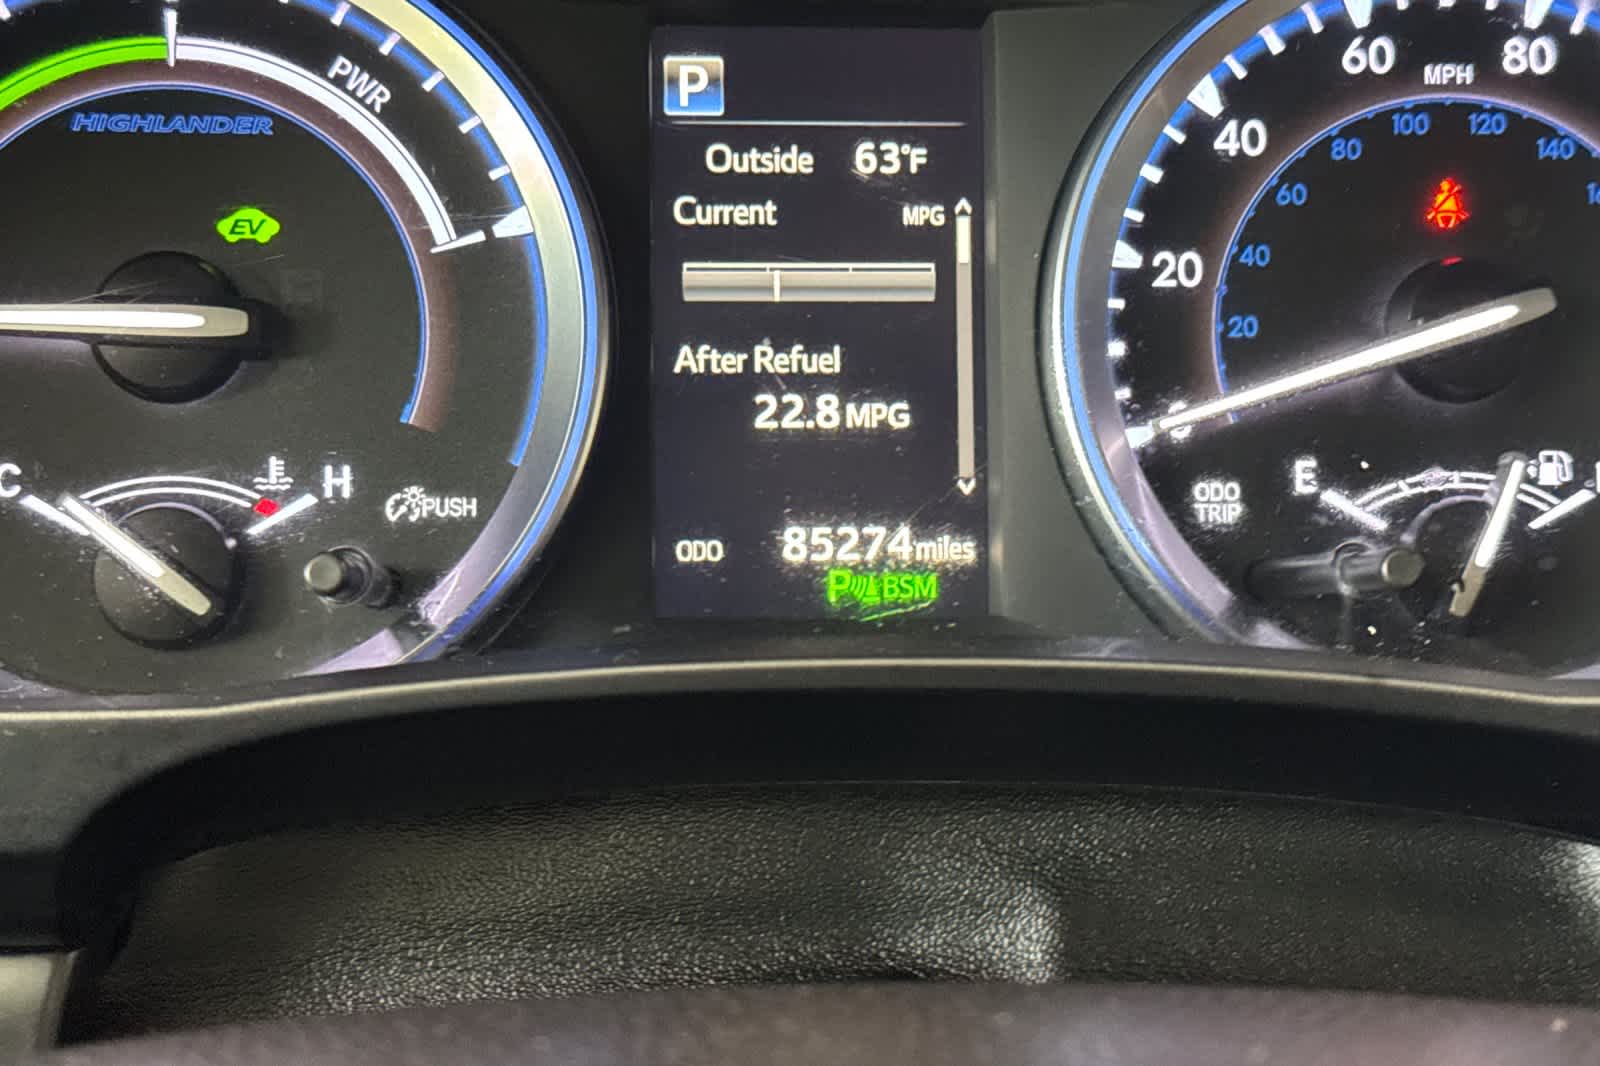 PWR
HIGHLANDER
EV
C
H
PUSH
P
Outside 63°F
Current MPG
After Refuel
22.8 MPG
ODO 85274 miles
P BSM
60 MPH 80
40
20
100 120
80 140
60
40
20
ODO
TRIP
E